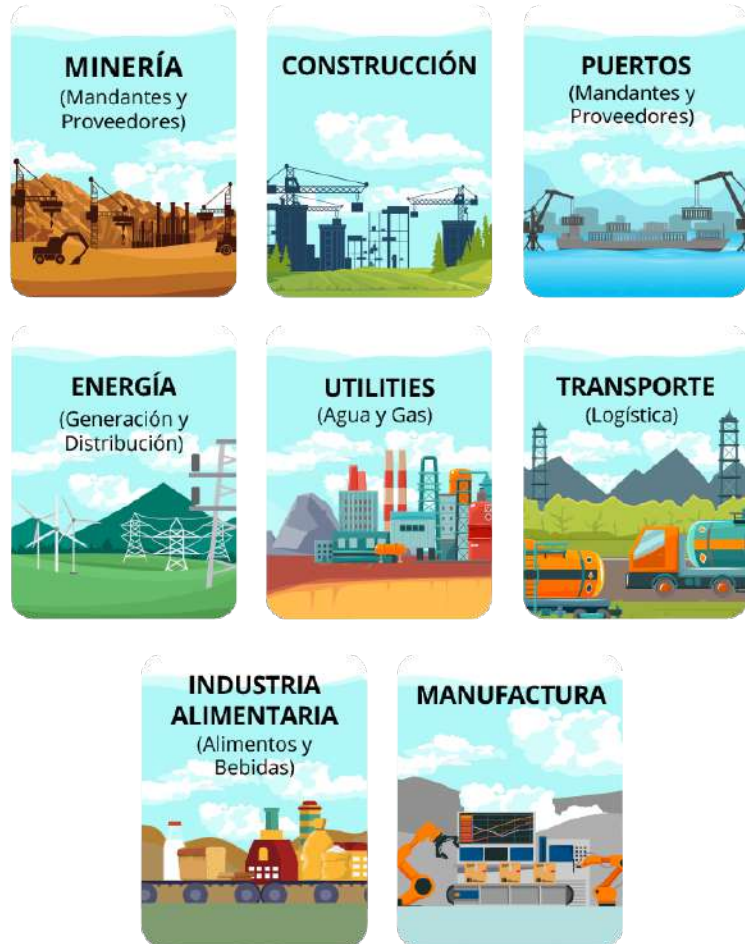 MINERÍA
(Mandantes y
Proveedores)
CONSTRUCCIÓN
PUERTOS
(Mandantes y
Proveedores)
ENERGÍA
(Generación y
Distribución)
UTILITIES
(Agua y Gas)
TRANSPORTE
(Logística)
INDUSTRIA
ALIMENTARIA
(Alimentos y
Bebidas)
MANUFACTURA